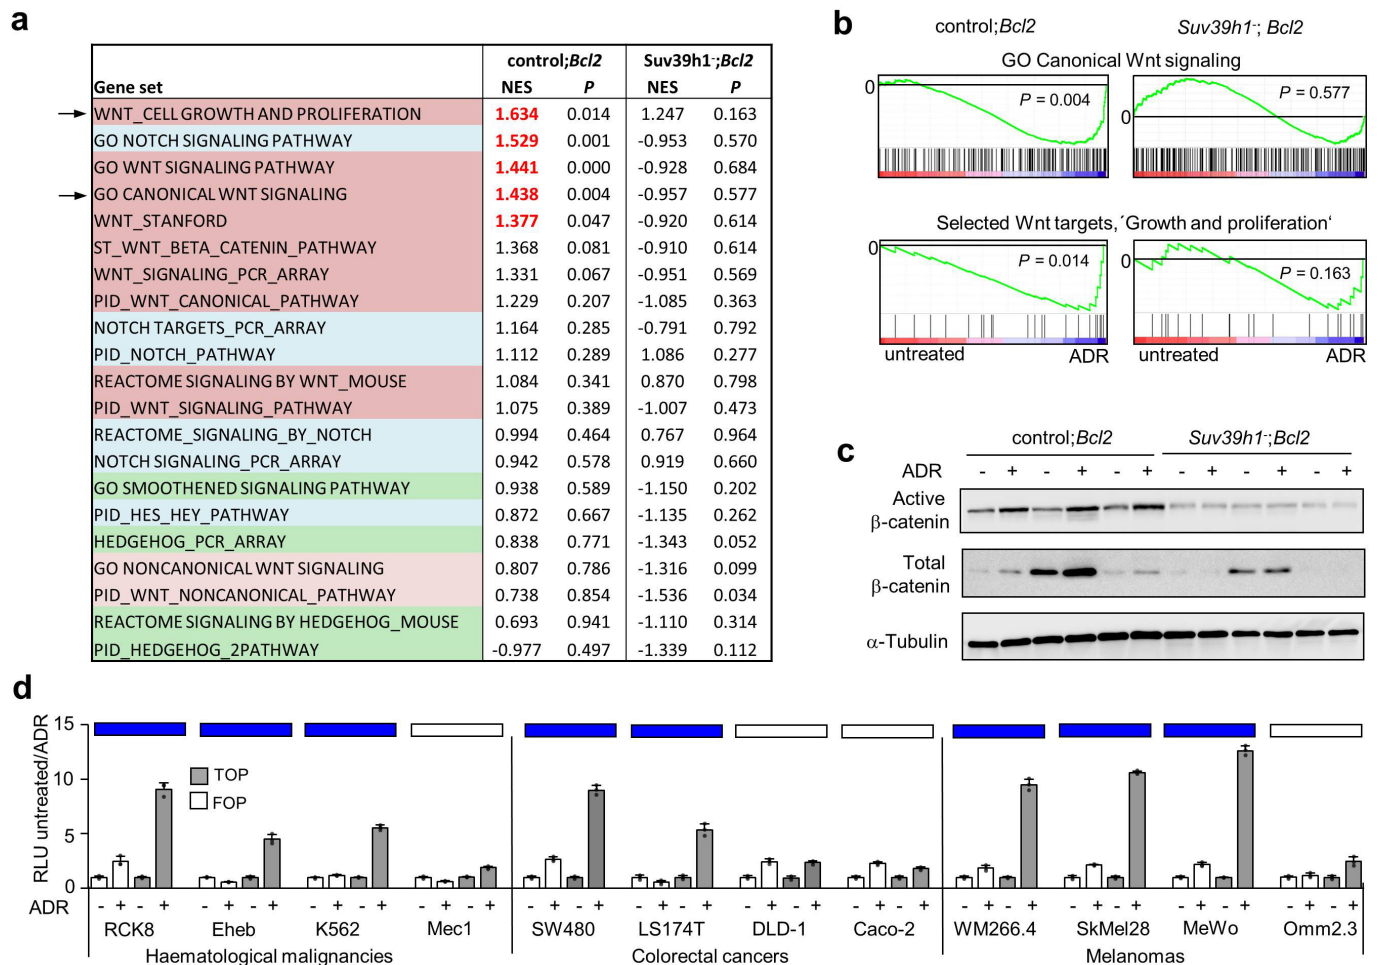 a
control;Bcl2 Suv39h1-;Bcl2
Gene set NES P NES P
WNT_CELL GROWTH AND PROLIFERATION 1.634 0.014 1.247 0.163
GO NOTCH SIGNALING PATHWAY 1.529 0.001 -0.953 0.570
GO WNT SIGNALING PATHWAY 1.441 0.000 -0.928 0.684
GO CANONICAL WNT SIGNALING 1.438 0.004 -0.957 0.577
WNT_STANFORD 1.377 0.047 -0.920 0.614
ST_WNT_BETA_CATENIN_PATHWAY 1.368 0.081 -0.910 0.614
WNT_SIGNALING_PCR_ARRAY 1.331 0.067 -0.951 0.569
PID_WNT_CANONICAL_PATHWAY 1.229 0.207 -1.085 0.363
NOTCH TARGETS_PCR_ARRAY 1.164 0.285 -0.791 0.792
PID_NOTCH_PATHWAY 1.112 0.289 1.086 0.277
REACTOME SIGNALING BY WNT_MOUSE 1.084 0.341 0.870 0.798
PID_WNT_SIGNALING_PATHWAY 1.075 0.389 -1.007 0.473
REACTOME_SIGNALING_BY_NOTCH 0.994 0.464 0.767 0.964
NOTCH SIGNALING_PCR_ARRAY 0.942 0.578 0.919 0.660
GO SMOOTHENED SIGNALING PATHWAY 0.938 0.589 -1.150 0.202
PID_HES_HEY_PATHWAY 0.872 0.667 -1.135 0.262
HEDGEHOG_PCR_ARRAY 0.838 0.771 -1.343 0.052
GO NONCANONICAL WNT SIGNALING 0.807 0.786 -1.316 0.099
PID_WNT_NONCANONICAL_PATHWAY 0.738 0.854 -1.536 0.034
REACTOME SIGNALING BY HEDGEHOG_MOUSE 0.693 0.941 -1.110 0.314
PID_HEDGEHOG_2PATHWAY -0.977 0.497 -1.339 0.112
b
control;Bcl2 Suv39h1-; Bcl2
GO Canonical Wnt signaling
0 P = 0.004 0 P = 0.577
Selected Wnt targets,´Growth and proliferation‘
0 P = 0.014 0 P = 0.163
untreated ADR untreated ADR
c
control;Bcl2 Suv39h1-;Bcl2
ADR - + - + - + - + - + - +
Active
β-catenin
Total
β-catenin
α-Tubulin
d
RLU untreated/ADR
15
10
5
0
TOP
FOP
ADR - + - + - + - + - + - + - + - + - + - + - + - + - + - + - + - + - + - + - + - + - + - + - + - +
RCK8 Eheb K562 Mec1 SW480 LS174T DLD-1 Caco-2 WM266.4 SkMel28 MeWo Omm2.3
Haematological malignancies Colorectal cancers Melanomas